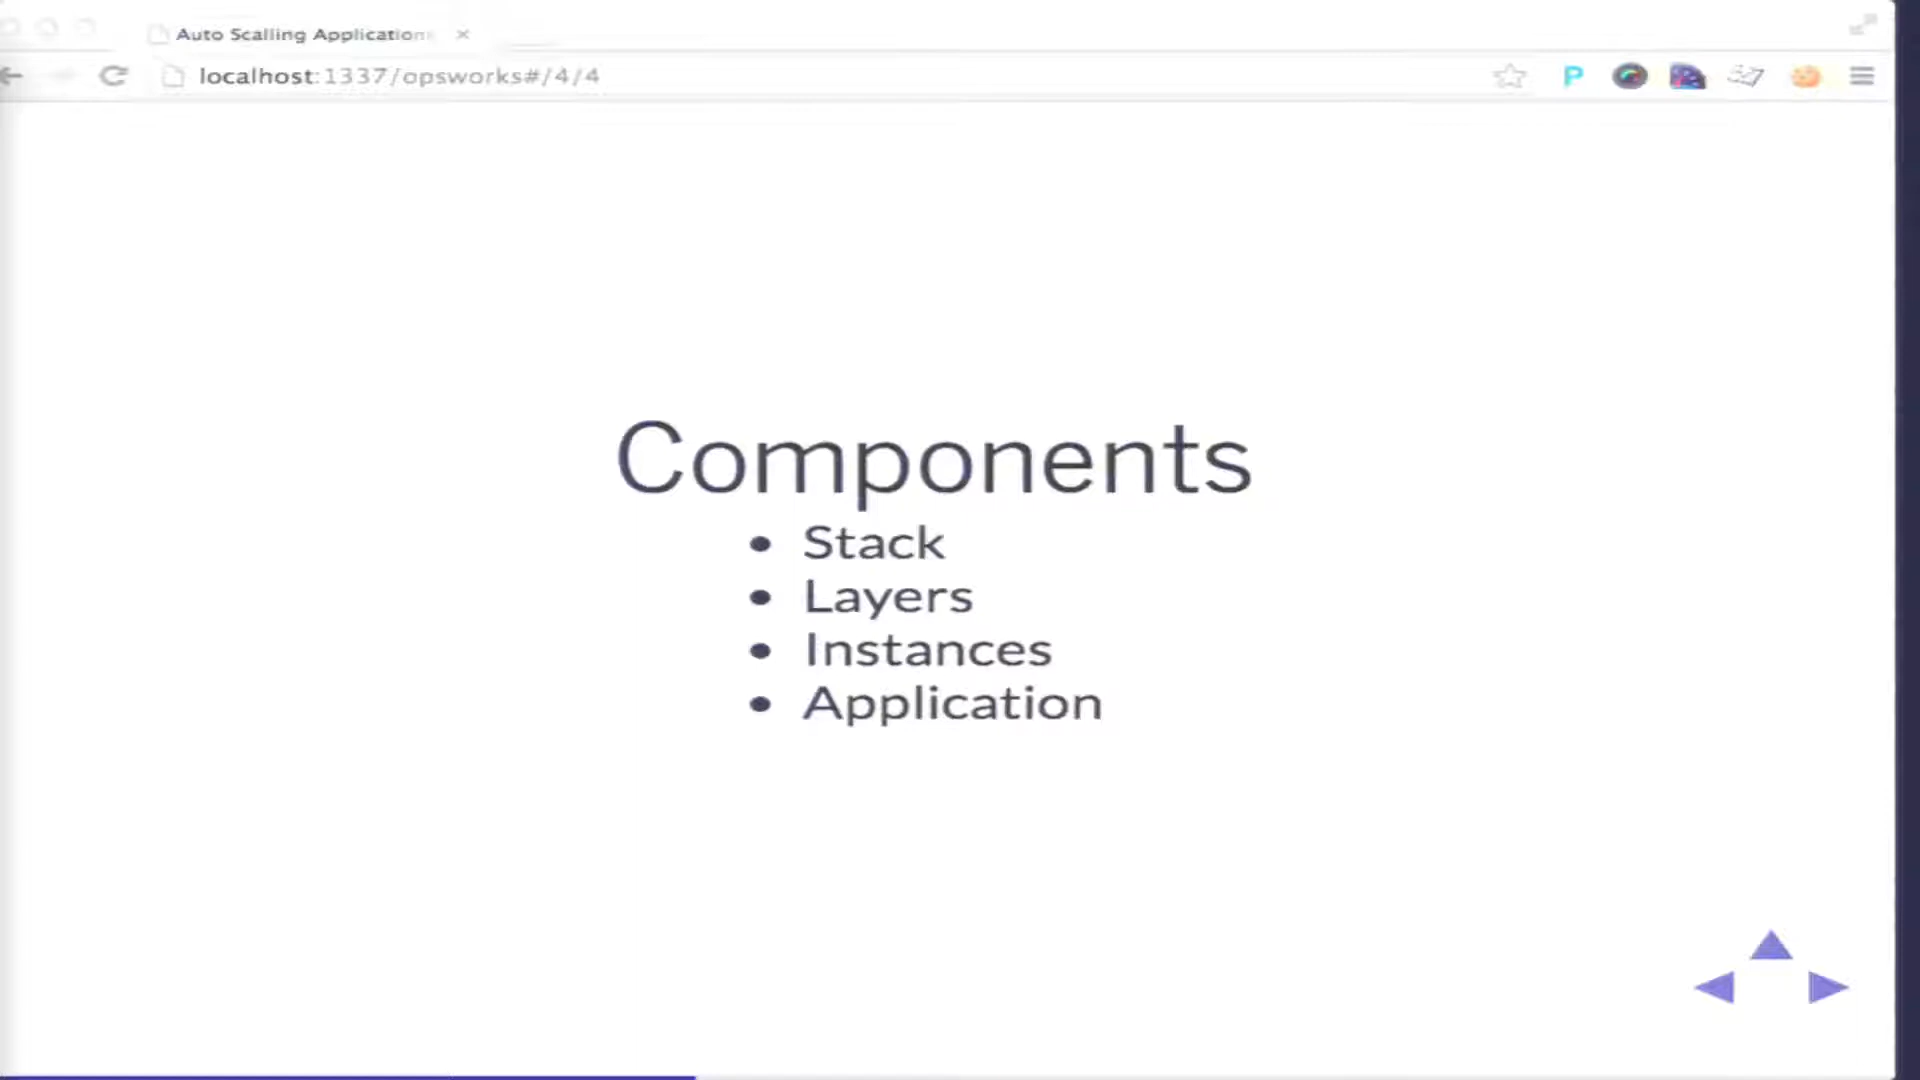 Auto Scalling Application
localhost:1337/opsworks#/4/4
P
Components
• Stack
• Layers
• Instances
• Application